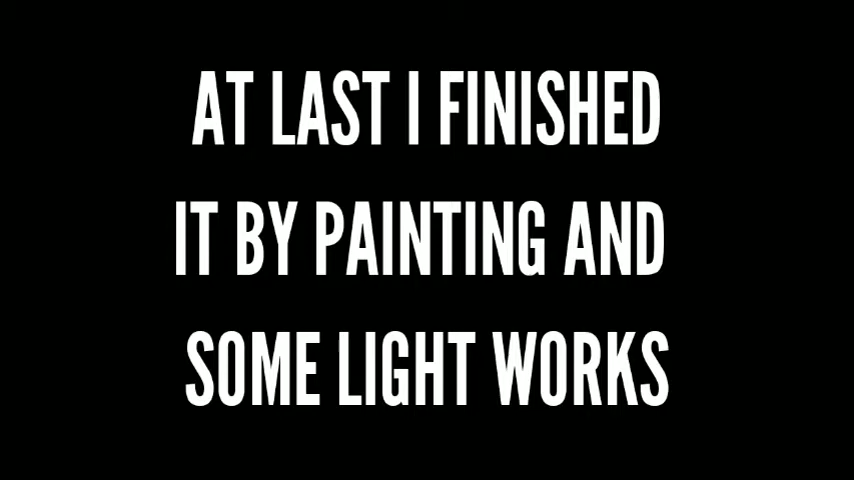 AT LAST I FINISHED
IT BY PAINTING AND
SOME LIGHT WORKS